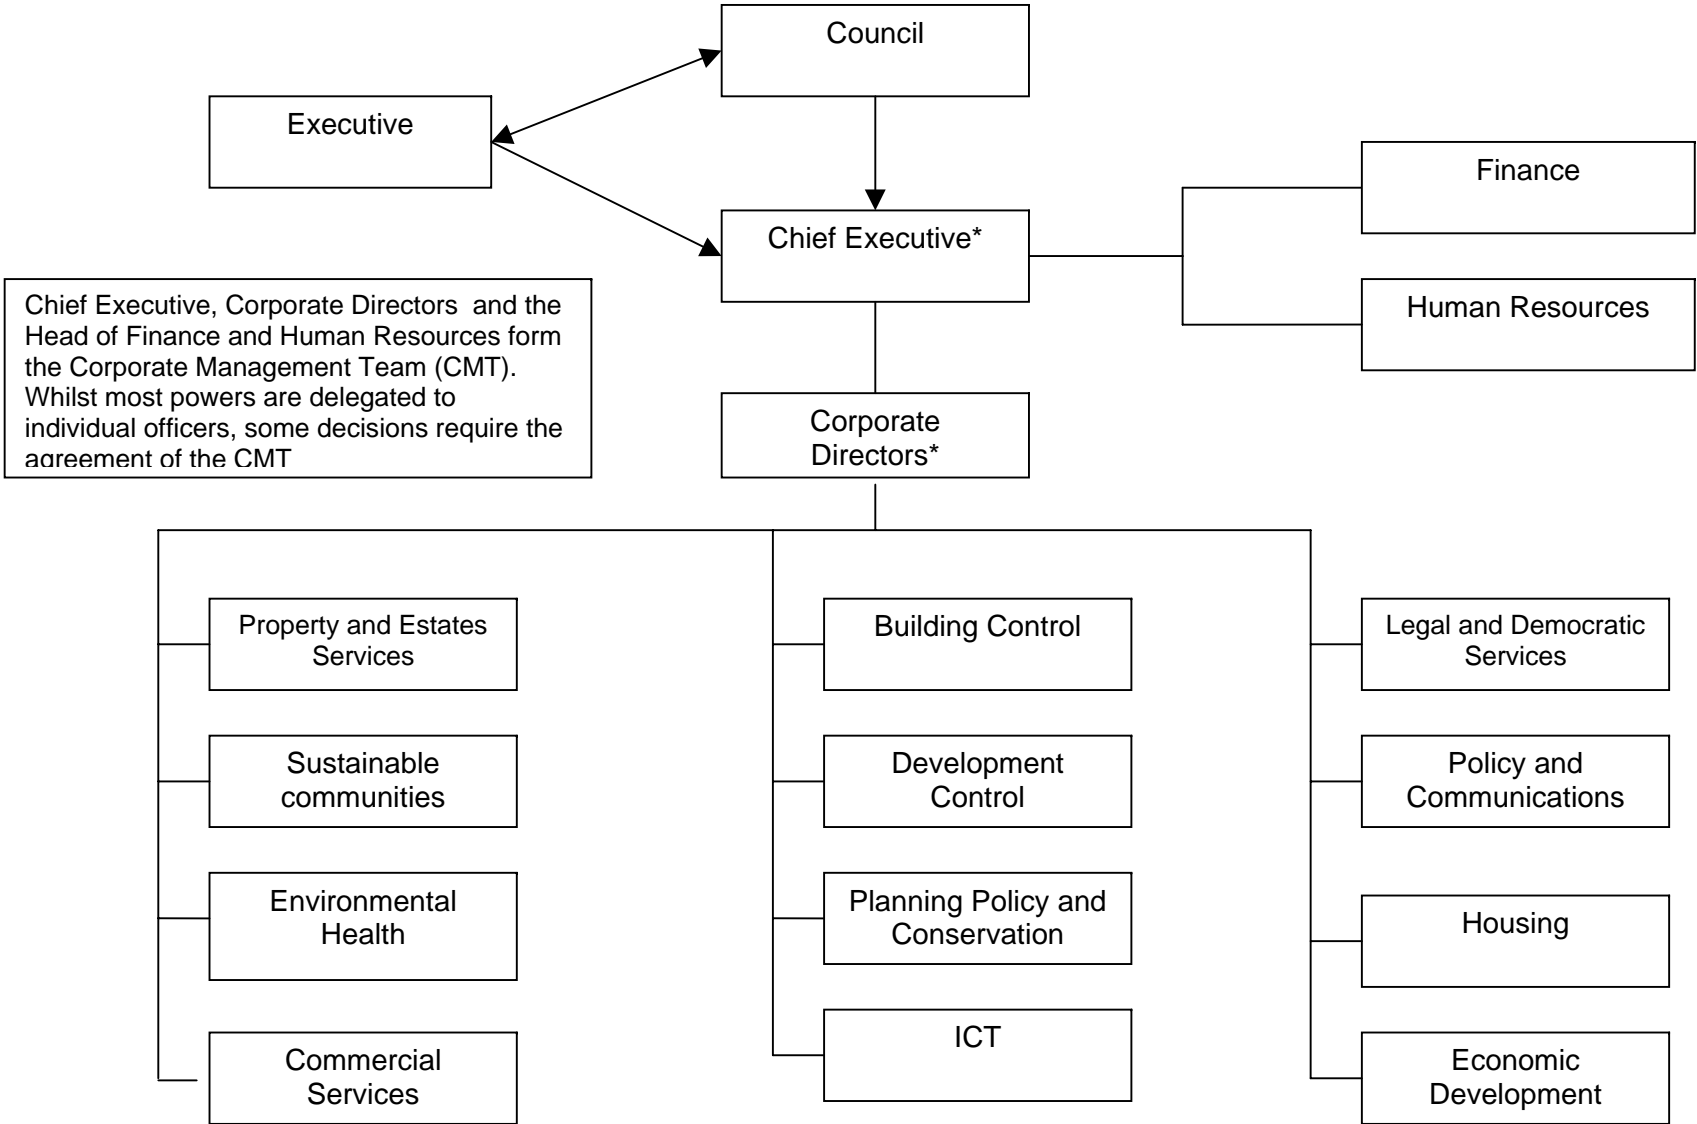 Council
Executive
Finance
Chief Executive*
Human Resources
Chief Executive, Corporate Directors  and the
Head of Finance and Human Resources form
the Corporate Management Team (CMT).
Whilst most powers are delegated to
individual officers, some decisions require the
agreement of the CMT
Corporate
Directors*
Property and Estates
Services
Building Control
Legal and Democratic
Services
Sustainable
communities
Development
Control
Policy and
Communications
Environmental
Health
Planning Policy and
Conservation
Housing
Commercial
Services
ICT
Economic
Development